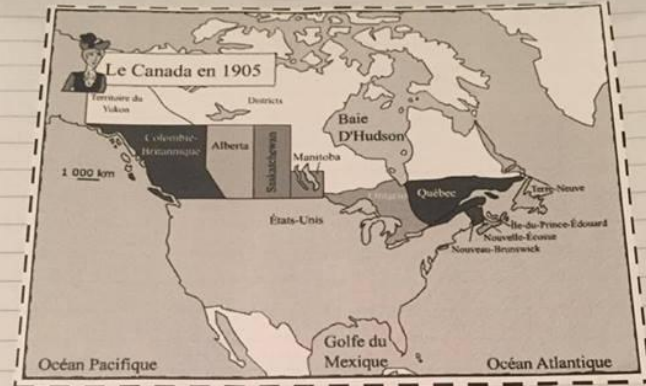 Le Canada en 1905
Territoire du
Yukon
Districts
Baie
D'Hudson
Colombie-
Britannique
Alberta
Saskatchewan
Manitoba
1 000 km
Ontario
Québec
Terre-Neuve
États-Unis
Île-du-Prince-Édouard
Nouvelle-Écosse
Nouveau-Brunswick
Golfe du
Mexique
Océan Pacifique
Océan Atlantique